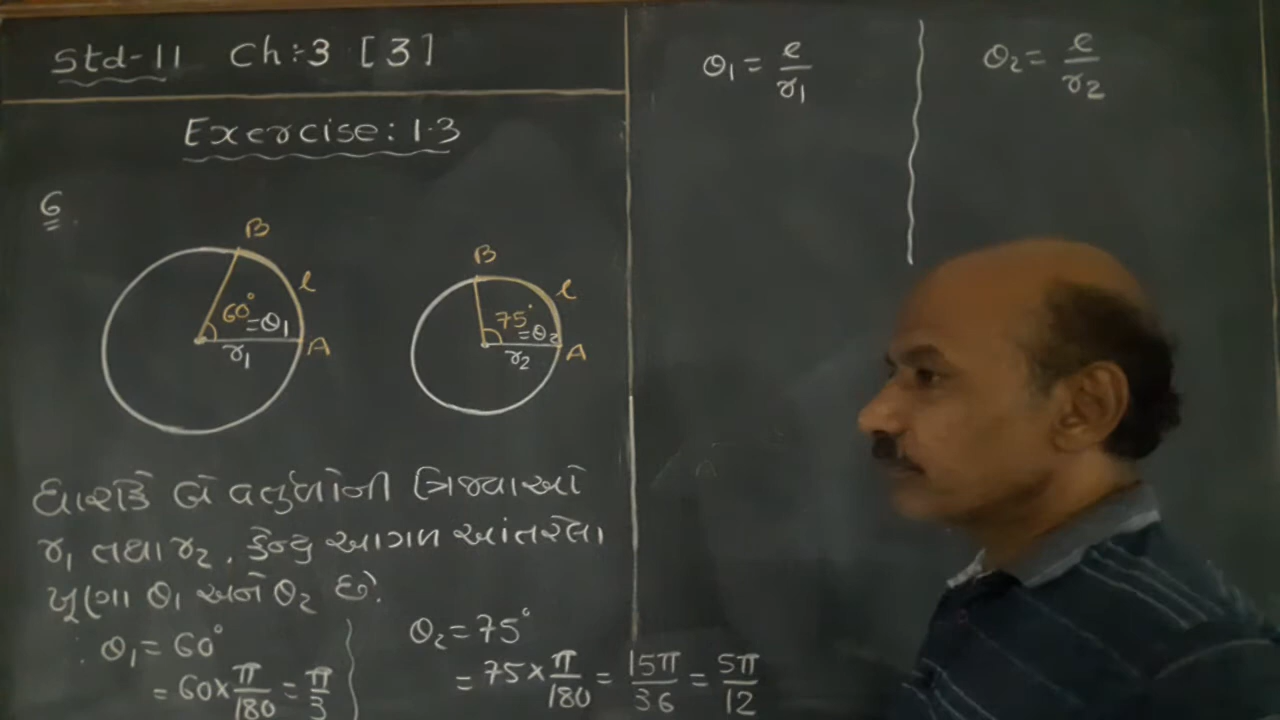 Std-11 Ch:3 [3]
Exercise: 1.3
6.
B
l
60° = θ₁
r₁
A
B
l
75° = θ₂
r₂
A
ધારોકે બે વર્તુળોની ત્રિજ્યાઓ
r₁ તથા r₂. કેન્દ્ર આગળ આંતરેલા
ખૂણા θ₁ અને θ₂ છે.
∴ θ₁ = 60°
= 60 × π/180 = π/3
θ₂ = 75°
= 75 × π/180 = 15π/36 = 5π/12
θ₁ = l/r₁
θ₂ = l/r₂